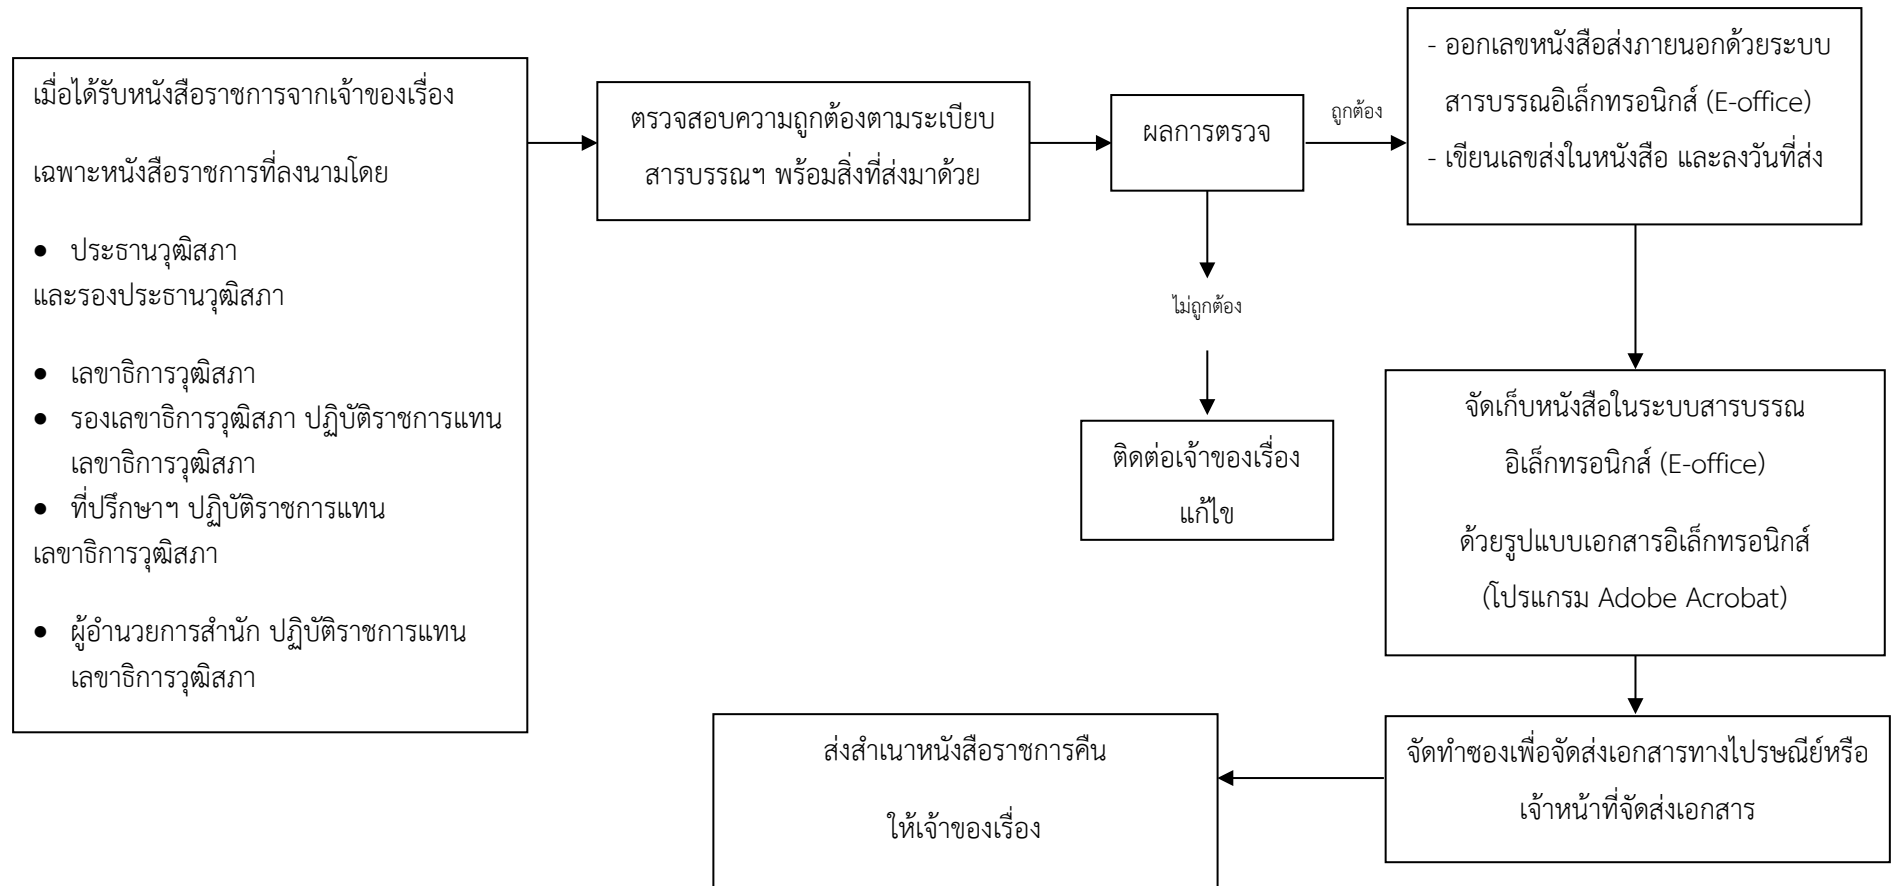 เมื่อได้รับหนังสือราชการจากเจ้าของเรื่อง
เฉพาะหนังสือราชการที่ลงนามโดย
• ประธานวุฒิสภา
และรองประธานวุฒิสภา
• เลขาธิการวุฒิสภา
• รองเลขาธิการวุฒิสภา ปฏิบัติราชการแทน
เลขาธิการวุฒิสภา
• ที่ปรึกษาฯ ปฏิบัติราชการแทน
เลขาธิการวุฒิสภา
• ผู้อำนวยการสำนัก ปฏิบัติราชการแทน
เลขาธิการวุฒิสภา
ตรวจสอบความถูกต้องตามระเบียบ
สารบรรณฯ พร้อมสิ่งที่ส่งมาด้วย
ผลการตรวจ
ถูกต้อง
- ออกเลขหนังสือส่งภายนอกด้วยระบบ
สารบรรณอิเล็กทรอนิกส์ (E-office)
- เขียนเลขส่งในหนังสือ และลงวันที่ส่ง
ไม่ถูกต้อง
ติดต่อเจ้าของเรื่อง
แก้ไข
จัดเก็บหนังสือในระบบสารบรรณ
อิเล็กทรอนิกส์ (E-office)
ด้วยรูปแบบเอกสารอิเล็กทรอนิกส์
(โปรแกรม Adobe Acrobat)
จัดทำซองเพื่อจัดส่งเอกสารทางไปรษณีย์หรือ
เจ้าหน้าที่จัดส่งเอกสาร
ส่งสำเนาหนังสือราชการคืน
ให้เจ้าของเรื่อง